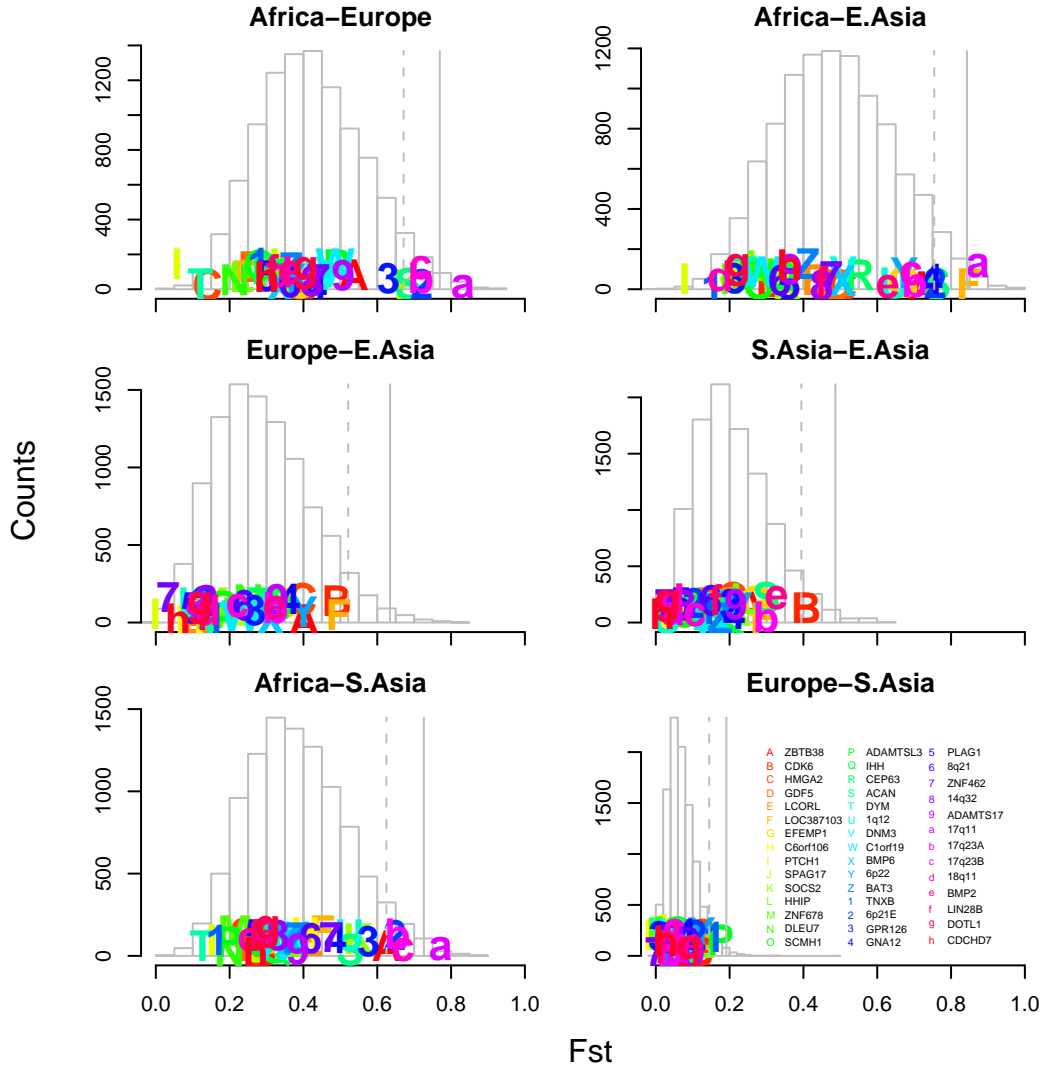 Africa−Europe
Africa−E.Asia
0 400 800 1200
0 400 800 1200
Europe−E.Asia
S.Asia−E.Asia
0 500 1000 1500
0 500 1500
Counts
Africa−S.Asia
Europe−S.Asia
0 500 1000 1500
0 500 1500
A ZBTB38
B CDK6
C HMGA2
D GDF5
E LCORL
F LOC387103
G EFEMP1
H C6orf106
I PTCH1
J SPAG17
K SOCS2
L HHIP
M ZNF678
N DLEU7
O SCMH1
P ADAMTSL3
Q IHH
R CEP63
S ACAN
T DYM
U 1q12
V DNM3
W C1orf19
X BMP6
Y 6p22
Z BAT3
1 TNXB
2 6p21E
3 GPR126
4 GNA12
5 PLAG1
6 8q21
7 ZNF462
8 14q32
9 ADAMTS17
a 17q11
b 17q23A
c 17q23B
d 18q11
e BMP2
f LIN28B
g DOTL1
h CDCHD7
0.0 0.2 0.4 0.6 0.8 1.0
0.0 0.2 0.4 0.6 0.8 1.0
Fst